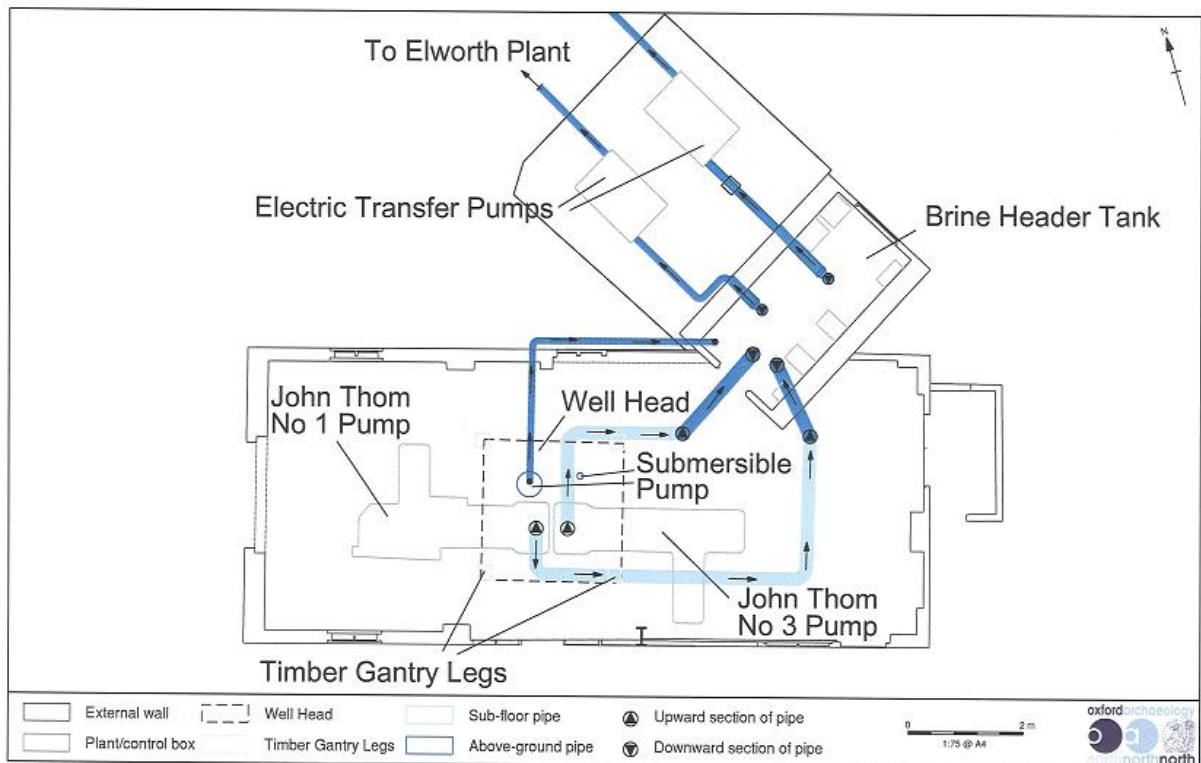 N
To Elworth Plant
Electric Transfer Pumps
Brine Header Tank
John Thom
No 1 Pump
Well Head
Submersible
Pump
John Thom
No 3 Pump
Timber Gantry Legs
External wall
Well Head
Sub-floor pipe
Upward section of pipe
Plant/control box
Timber Gantry Legs
Above-ground pipe
Downward section of pipe
0 2 m
1:75 @ A4
oxfordarchaeology
northnorthnorth